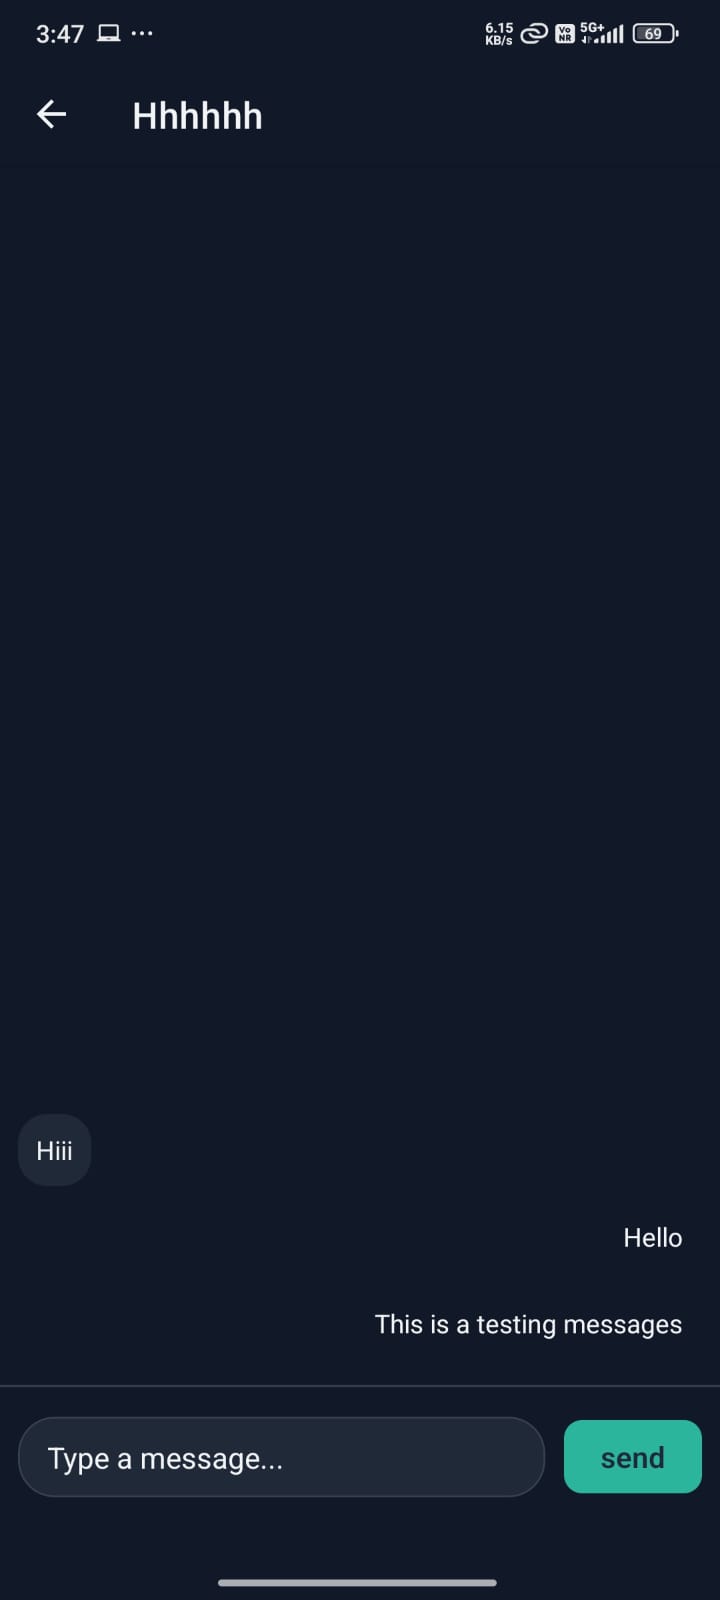 3:47 ... 6.15 KB/s Vo NR 5G+ 69
Hhhhhh
Hiii
Hello
This is a testing messages
Type a message...
send